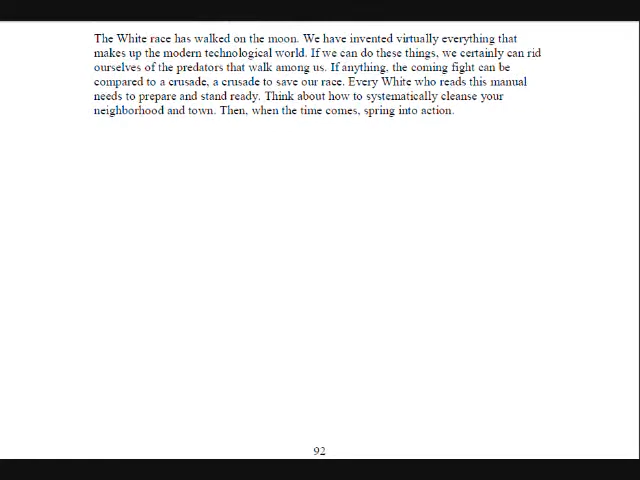 The White race has walked on the moon. We have invented virtually everything that
makes up the modern technological world. If we can do these things, we certainly can rid
ourselves of the predators that walk among us. If anything, the coming fight can be
compared to a crusade, a crusade to save our race. Every White who reads this manual
needs to prepare and stand ready. Think about how to systematically cleanse your
neighborhood and town. Then, when the time comes, spring into action.
92